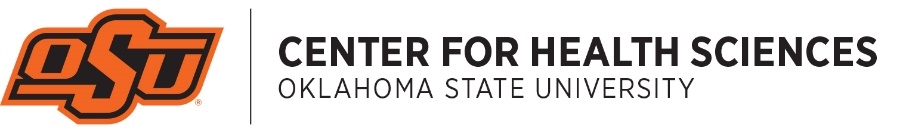 OSU®
CENTER FOR HEALTH SCIENCES
OKLAHOMA STATE UNIVERSITY